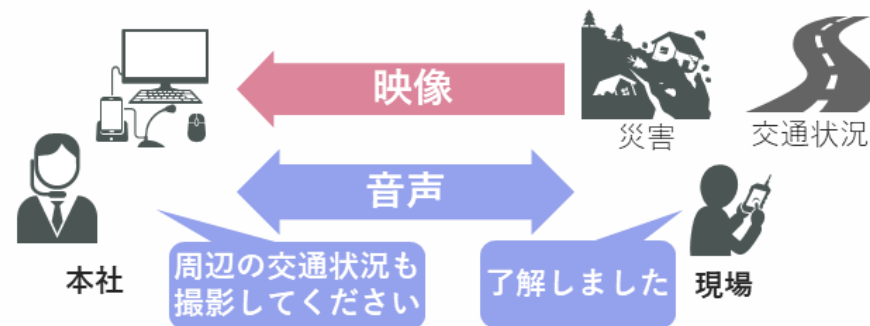 映像
災害
交通状況
音声
本社
周辺の交通状況も
撮影してください
了解しました
現場